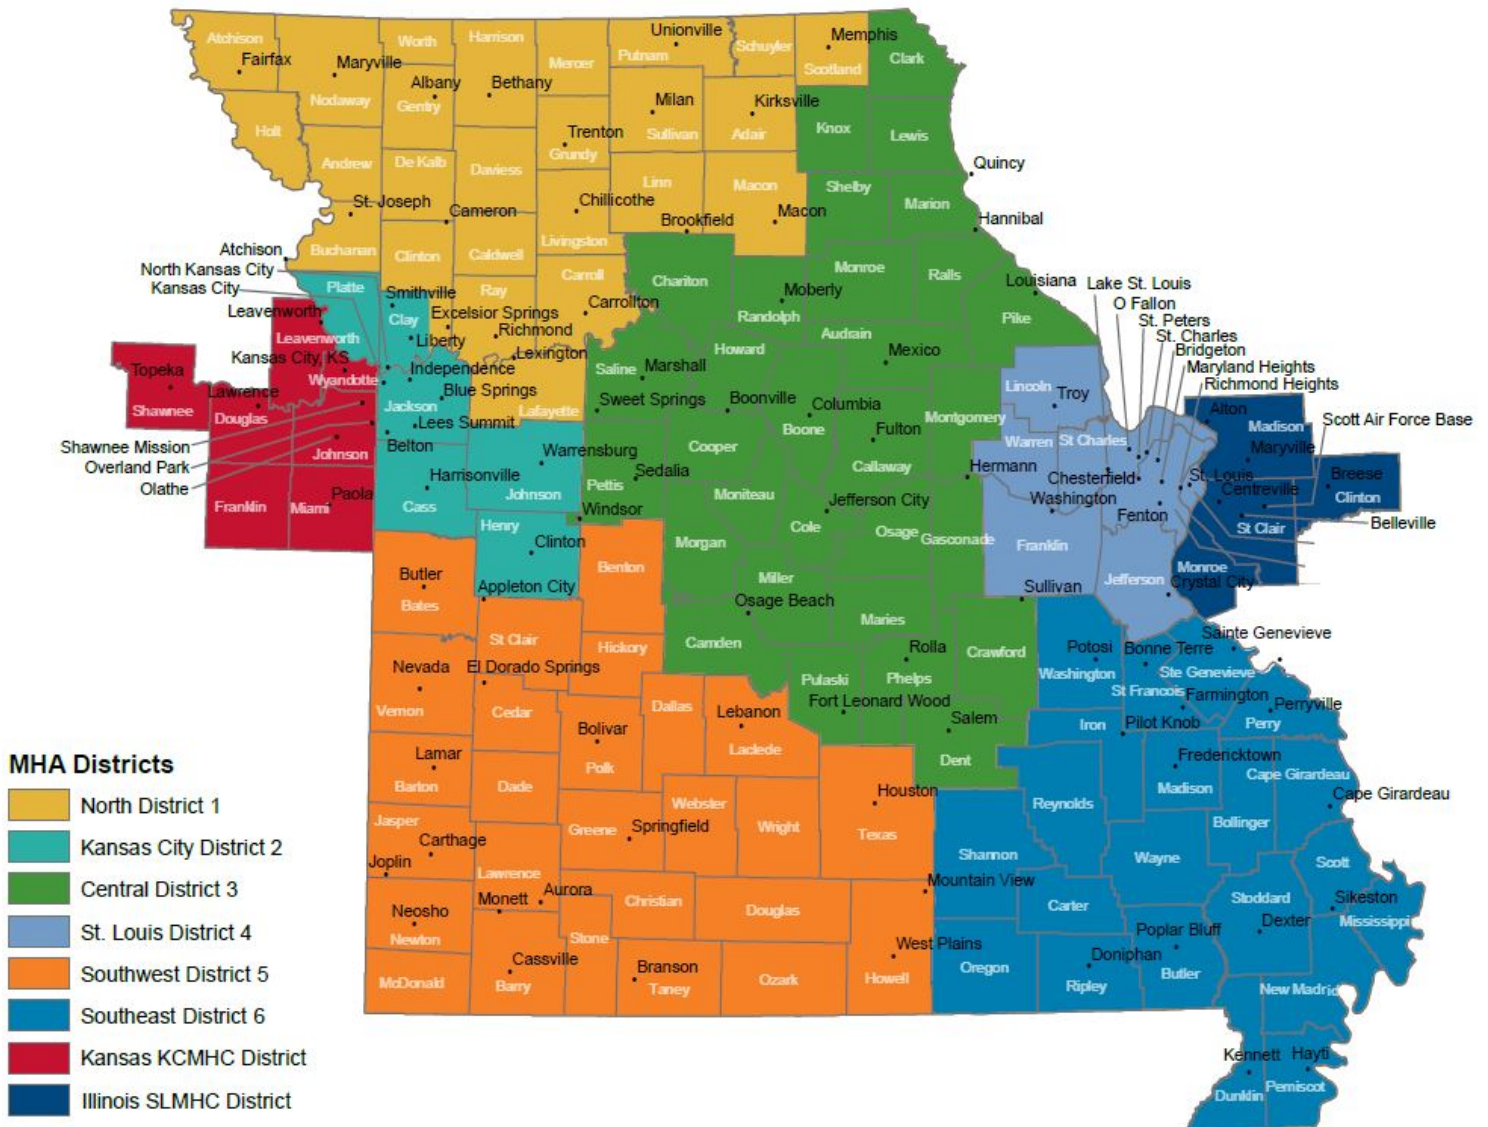 Atchison
Fairfax
Maryville
Nodaway
Worth
Albany
Gentry
Harrison
Bethany
Mercer
Unionville
Putnam
Schuyler
Memphis
Scotland
Clark
Holt
Andrew
De Kalb
Daviess
Trenton
Grundy
Milan
Sullivan
Kirksville
Adair
Knox
Lewis
Quincy
St. Joseph
Cameron
Chillicothe
Linn
Brookfield
Macon
Macon
Shelby
Marion
Hannibal
Atchison
Buchanan
Clinton
Caldwell
Livingston
North Kansas City
Kansas City
Platte
Smithville
Clay
Ray
Excelsior Springs
Richmond
Liberty
Carroll
Carrollton
Chariton
Moberly
Randolph
Monroe
Ralls
Louisiana
Pike
Lake St. Louis
O Fallon
St. Peters
St. Charles
Bridgeton
Maryland Heights
Richmond Heights
Leavenworth
Leavenworth
Kansas City, KS
Wyandotte
Independence
Lexington
Blue Springs
Jackson
Lafayette
Lees Summit
Topeka
Shawnee
Lawrence
Douglas
Shawnee Mission
Overland Park
Olathe
Johnson
Franklin
Miami
Paola
Belton
Harrisonville
Cass
Warrensburg
Johnson
Henry
Clinton
Windsor
Saline
Marshall
Sweet Springs
Howard
Audrain
Mexico
Boonville
Columbia
Boone
Cooper
Fulton
Callaway
Montgomery
Sedalia
Pettis
Moniteau
Jefferson City
Cole
Osage
Gasconade
Hermann
Morgan
Miller
Osage Beach
Maries
Camden
Pulaski
Fort Leonard Wood
Rolla
Phelps
Crawford
Salem
Dent
Lincoln
Troy
Warren
St Charles
Chesterfield
Washington
Fenton
St. Louis
Franklin
Jefferson
Sullivan
Crystal City
Alton
Madison
Maryville
Scott Air Force Base
Breese
Clinton
Centreville
Belleville
St Clair
Monroe
Butler
Bates
Appleton City
Benton
St Clair
Hickory
Nevada
El Dorado Springs
Vernon
Cedar
Bolivar
Polk
Dallas
Lebanon
Laclede
Lamar
Barton
Dade
Jasper
Carthage
Joplin
Greene
Springfield
Webster
Wright
Houston
Texas
Lawrence
Aurora
Monett
Neosho
Newton
McDonald
Cassville
Barry
Stone
Christian
Branson
Taney
Douglas
Ozark
Mountain View
West Plains
Howell
Potosi
Washington
Bonne Terre
Sainte Genevieve
Ste Genevieve
St Francois
Farmington
Perryville
Perry
Iron
Pilot Knob
Fredericktown
Madison
Cape Girardeau
Cape Girardeau
Bollinger
Reynolds
Shannon
Wayne
Carter
Scott
Sikeston
Mississippi
Stoddard
Dexter
Poplar Bluff
Butler
Doniphan
Ripley
Oregon
New Madrid
Kennett
Hayti
Dunklin
Pemiscot
MHA Districts
North District 1
Kansas City District 2
Central District 3
St. Louis District 4
Southwest District 5
Southeast District 6
Kansas KCMHC District
Illinois SLMHC District